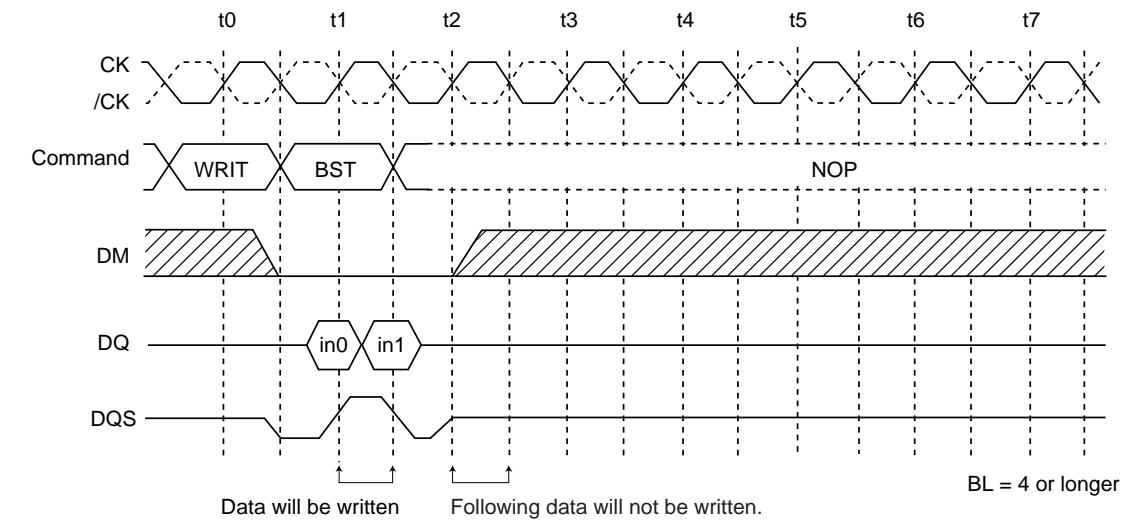 t0 t1 t2 t3 t4 t5 t6 t7
CK
/CK
Command WRIT BST NOP
DM
DQ in0 in1
DQS
BL = 4 or longer
Data will be written Following data will not be written.